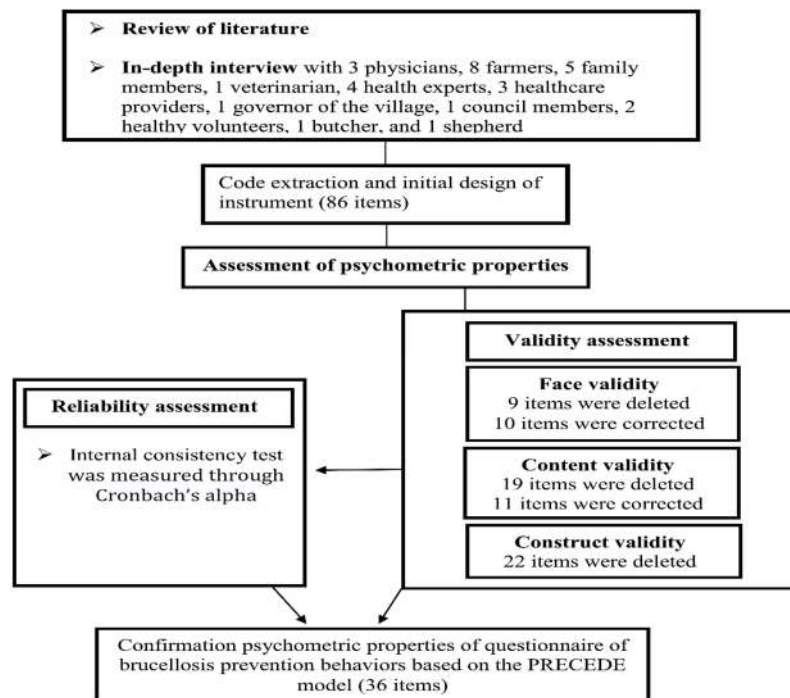 ➢ Review of literature
➢ In-depth interview with 3 physicians, 8 farmers, 5 family
members, 1 veterinarian, 4 health experts, 3 healthcare
providers, 1 governor of the village, 1 council members, 2
healthy volunteers, 1 butcher, and 1 shepherd
Code extraction and initial design of
instrument (86 items)
Assessment of psychometric properties
Validity assessment
Face validity
9 items were deleted
10 items were corrected
Content validity
19 items were deleted
11 items were corrected
Construct validity
22 items were deleted
Reliability assessment
➢ Internal consistency test
was measured through
Cronbach's alpha
Confirmation psychometric properties of questionnaire of
brucellosis prevention behaviors based on the PRECEDE
model (36 items)